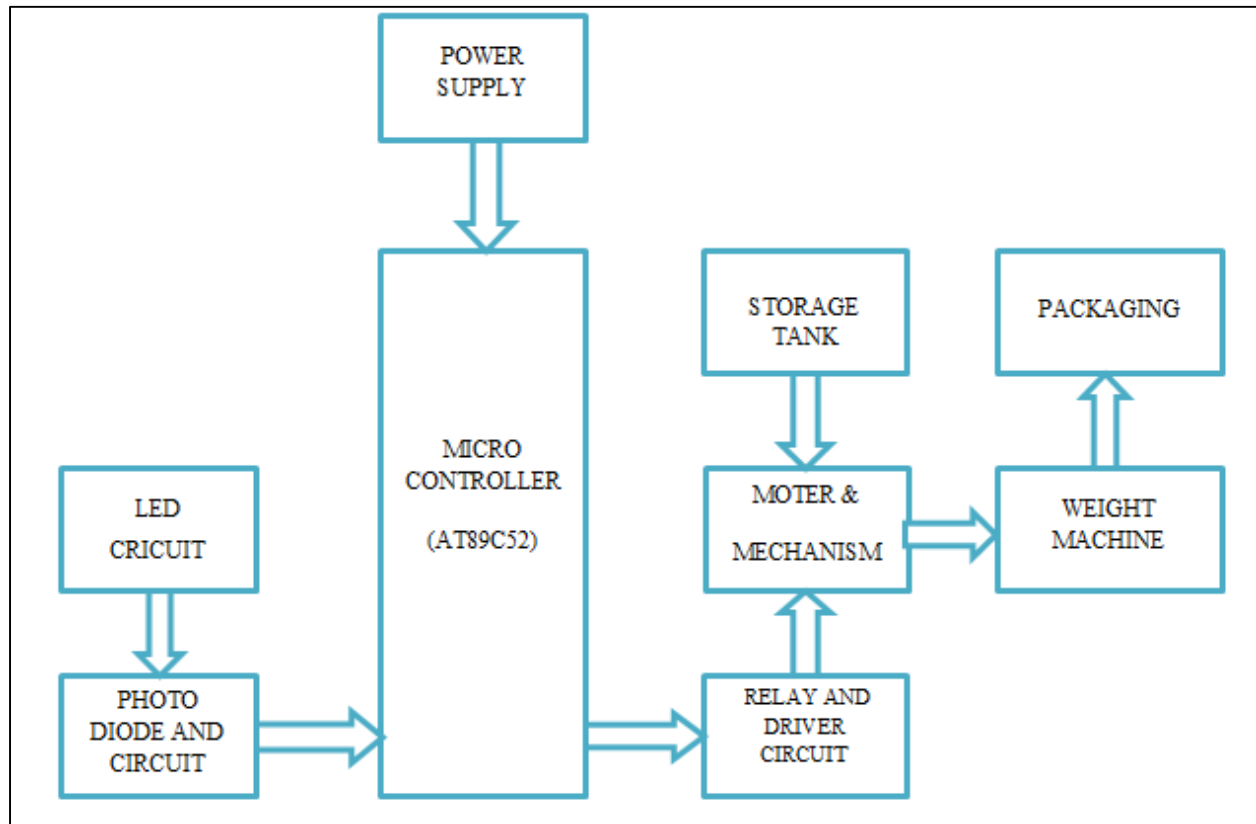 POWER
SUPPLY
STORAGE
TANK
PACKAGING
MICRO
CONTROLLER
(AT89C52)
LED
CRICUIT
MOTER &
MECHANISM
WEIGHT
MACHINE
PHOTO
DIODE AND
CIRCUIT
RELAY AND
DRIVER
CIRCUIT